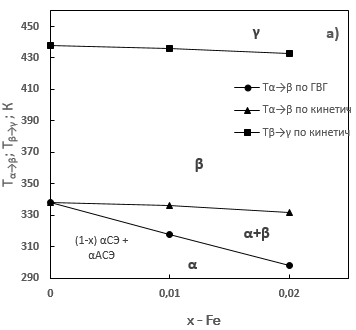 450
430
410
390
370
350
330
310
290
Tα→β; Tβ→γ ; K
γ
а)
Tα→β по ГВГ
Tα→β по кинетич
Tβ→γ по кинетич
β
α+β
(1-x) αСЭ +
αАСЭ
α
0
0,01
0,02
x – Fe